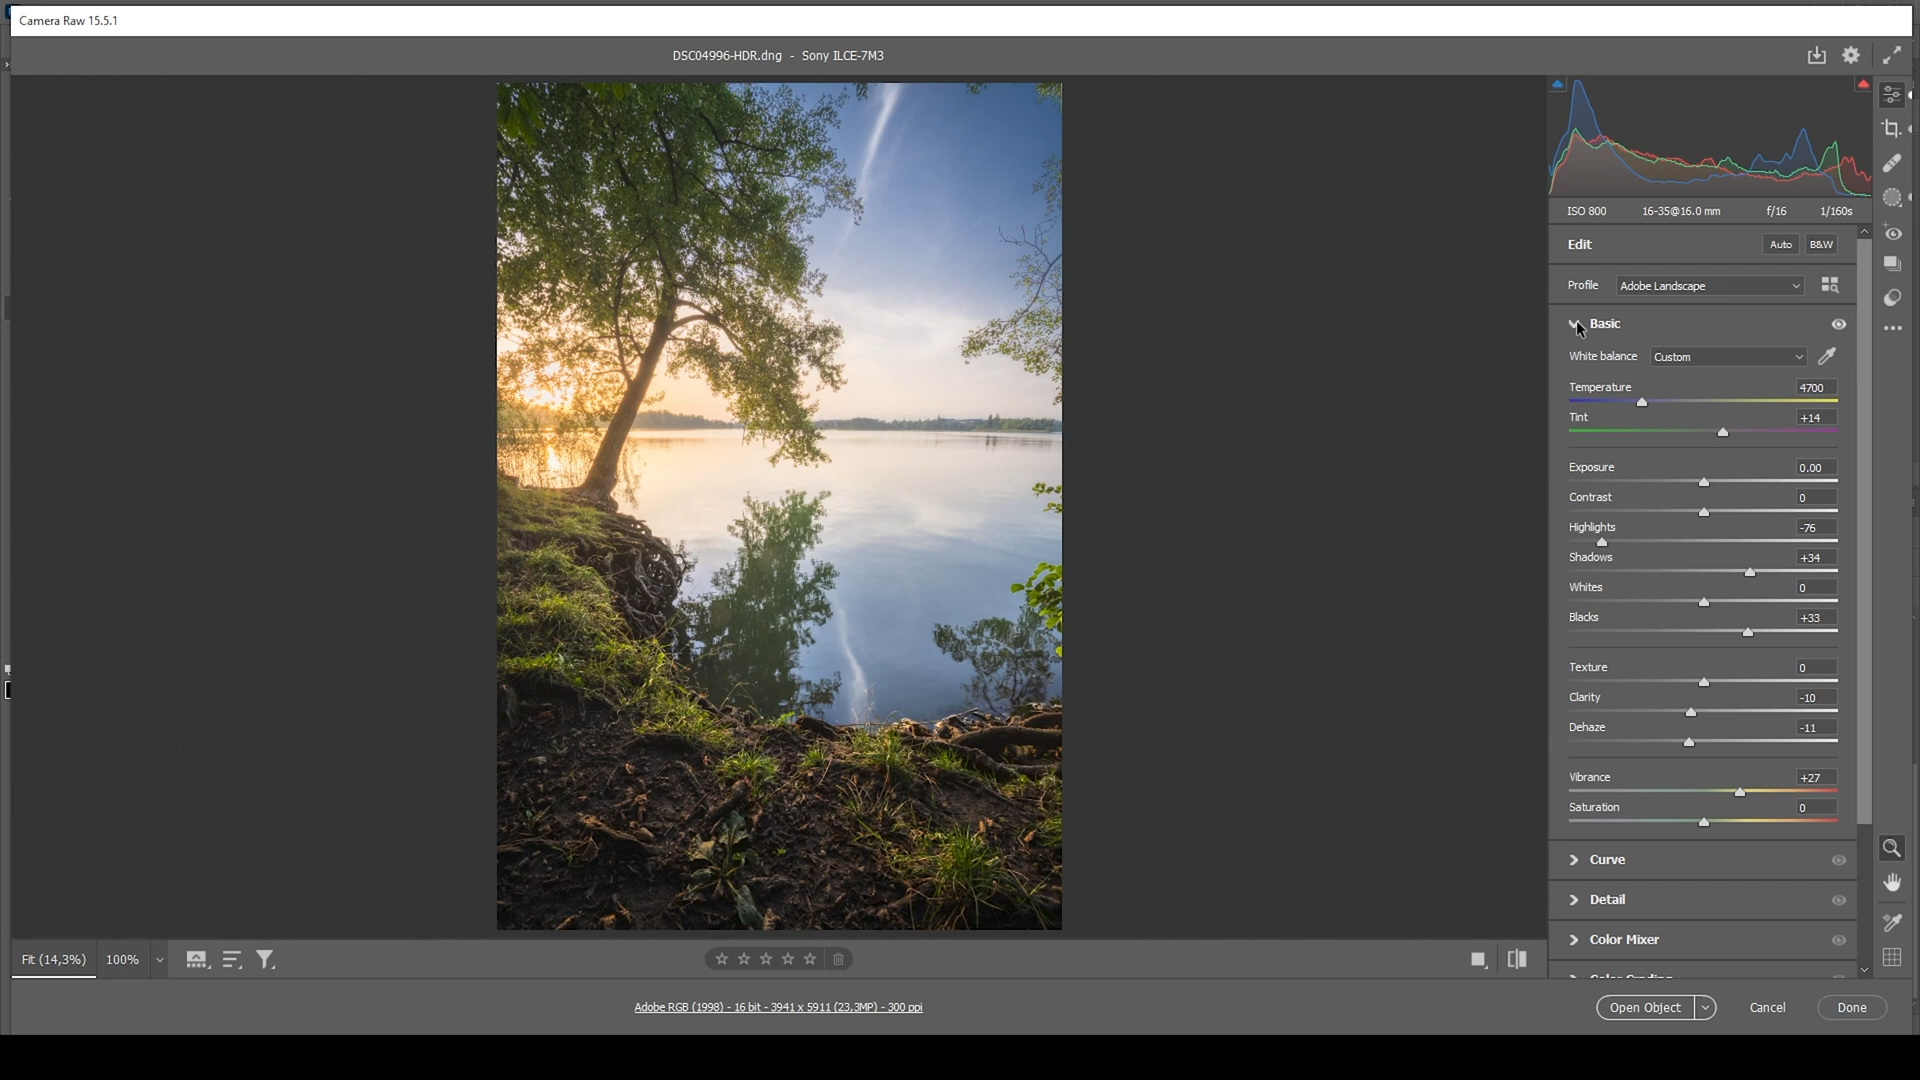 Camera Raw 15.5.1
DSC04996-HDR.dng - Sony ILCE-7M3
ISO 800 16-35@16.0 mm f/16 1/160s
Edit Auto B&W
Profile Adobe Landscape
Basic
White balance Custom
Temperature 4700
Tint +14
Exposure 0.00
Contrast 0
Highlights -76
Shadows +34
Whites 0
Blacks +33
Texture 0
Clarity -10
Dehaze -11
Vibrance +27
Saturation 0
Curve
Detail
Color Mixer
Color Grading
Fit (14,3%) 100%
Adobe RGB (1998) - 16 bit - 3941 x 5911 (23,3MP) - 300 ppi
Open Object Cancel Done